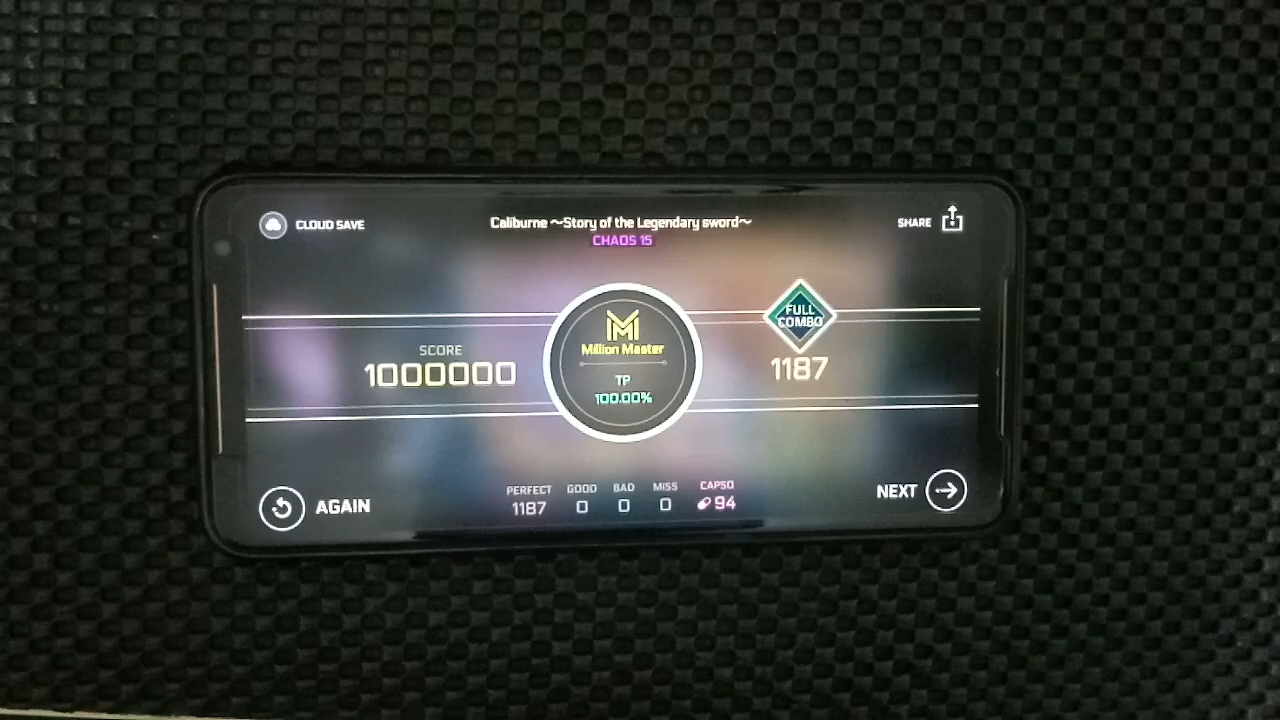 CLOUD SAVE
Caliburne ~Story of the Legendary sword~
SHARE
CHAOS 15
SCORE
1000000
Million Master
TP
100.00%
FULL
COMBO
1187
AGAIN
PERFECT GOOD BAD MISS CAPSO
1187 0 0 0 94
NEXT